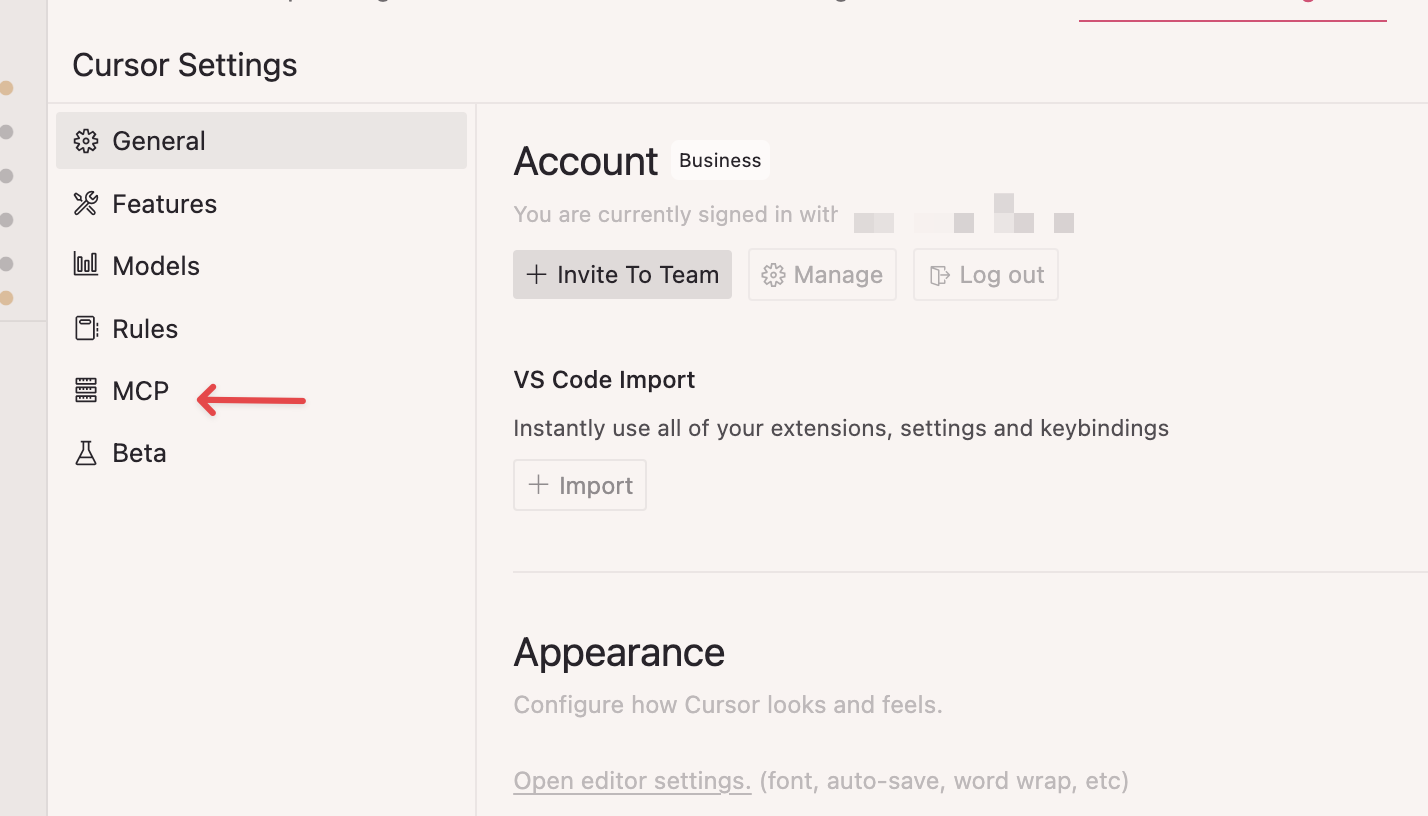 Cursor Settings
General
Features
Models
Rules
MCP
Beta
Account Business
You are currently signed in with
+ Invite To Team Manage Log out
VS Code Import
Instantly use all of your extensions, settings and keybindings
+ Import
Appearance
Configure how Cursor looks and feels.
Open editor settings. (font, auto-save, word wrap, etc)